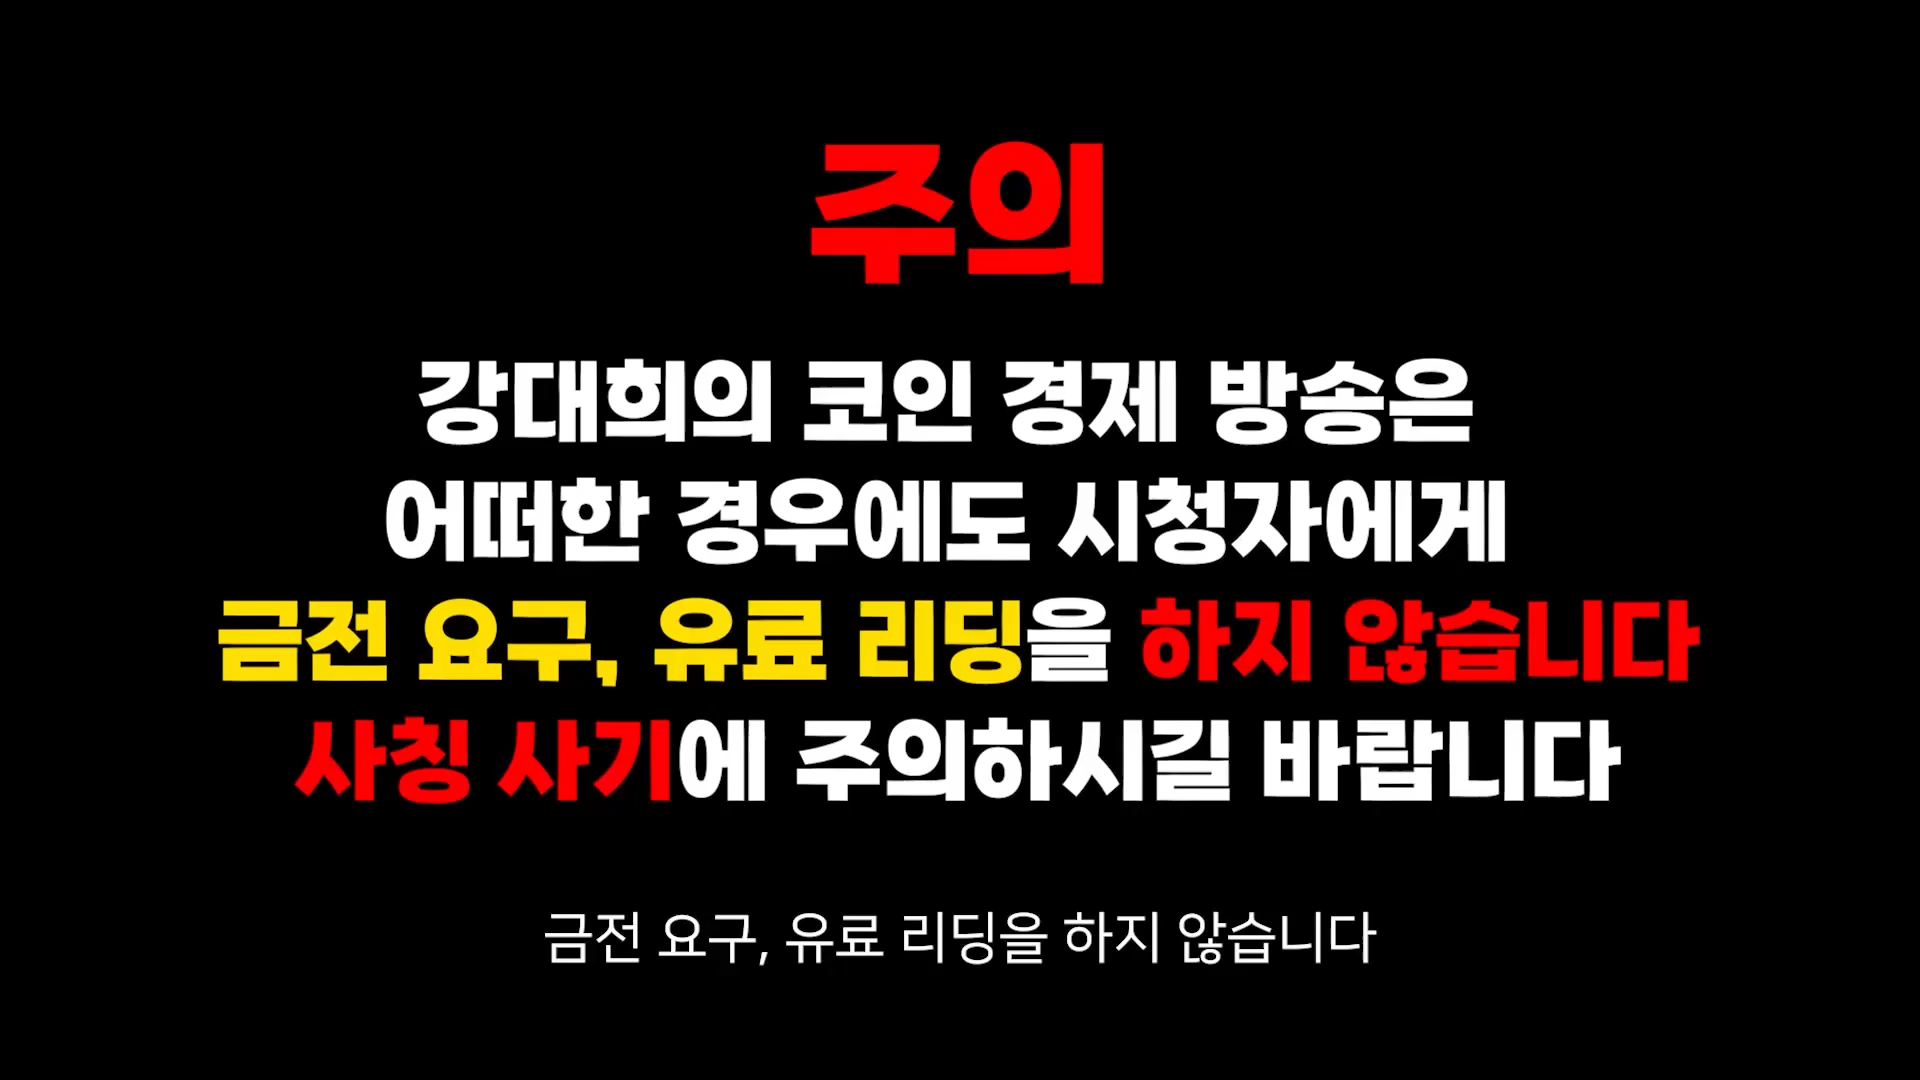 주의
강대희의 코인 경제 방송은
어떠한 경우에도 시청자에게
금전 요구, 유료 리딩을 하지 않습니다
사칭 사기에 주의하시길 바랍니다
금전 요구, 유료 리딩을 하지 않습니다